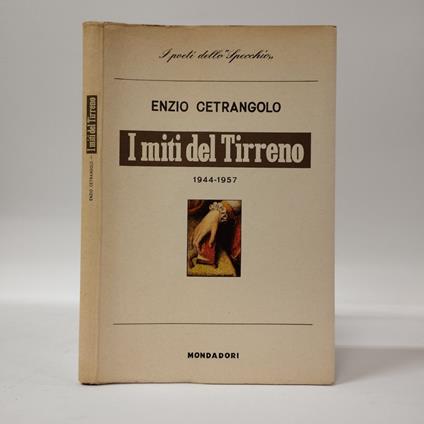 I poeti dello "Specchio"
ENZIO CETRANGOLO
I miti del Tirreno
1944-1957
MONDADORI
ENZIO CETRANGOLO — I miti del Tirreno